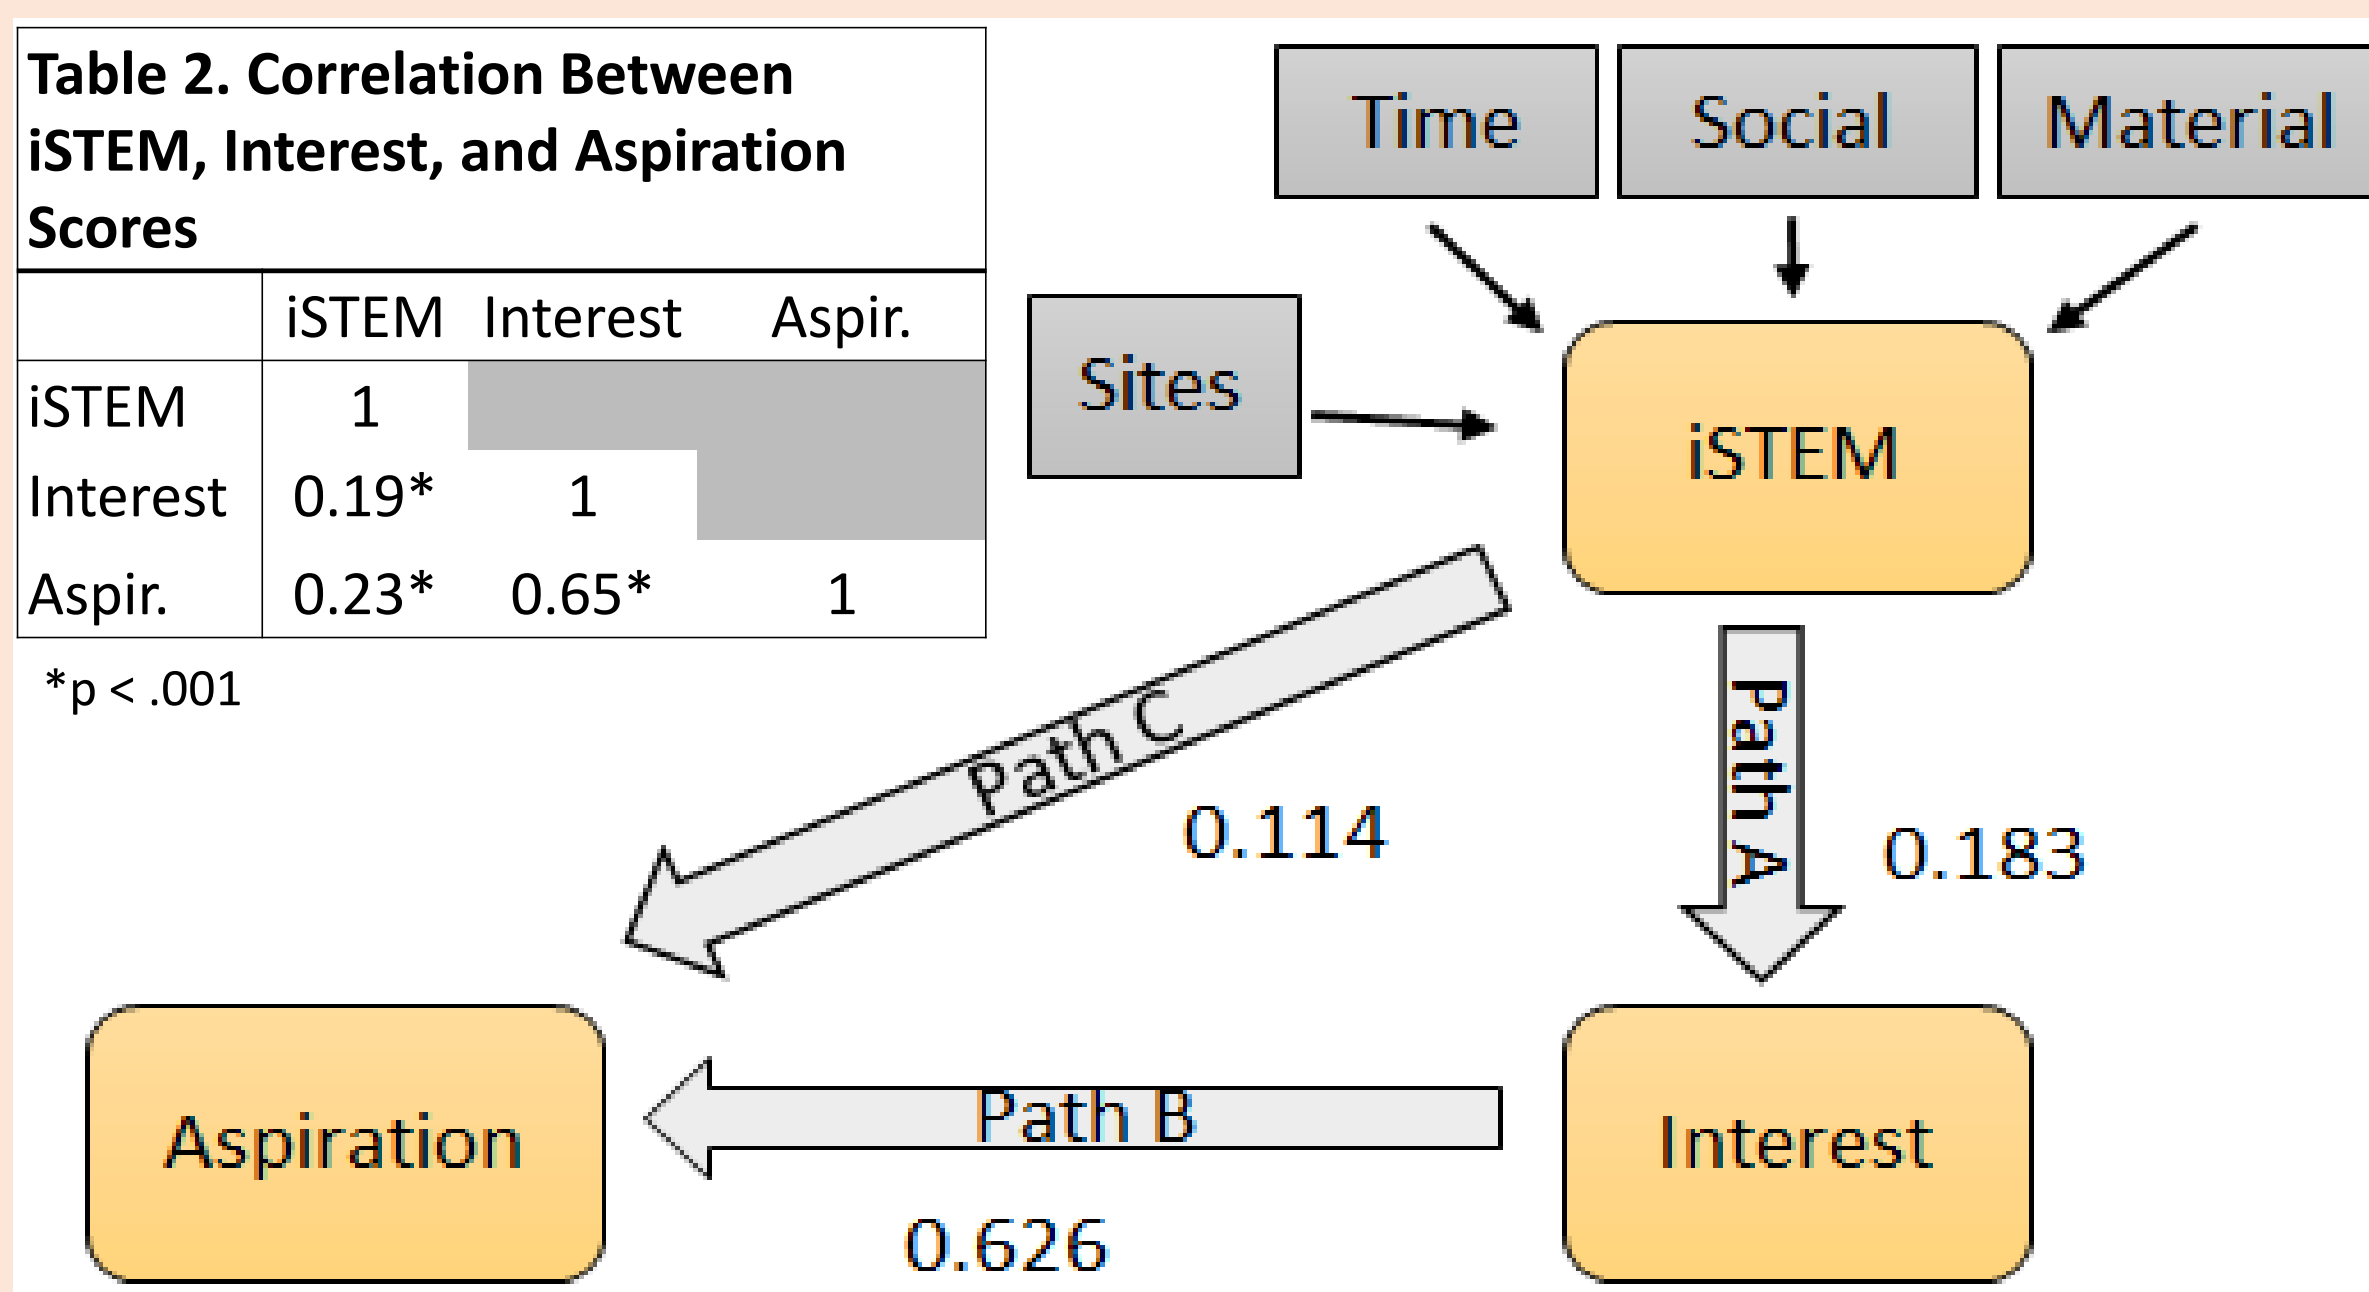 Table 2. Correlation Between
iSTEM, Interest, and Aspiration
Scores
iSTEM Interest Aspir.
iSTEM 1
Interest 0.19* 1
Aspir. 0.23* 0.65* 1
*p < .001
Time Social Material
Sites
iSTEM
Path C
0.114
Path A
0.183
Aspiration
Path B
0.626
Interest